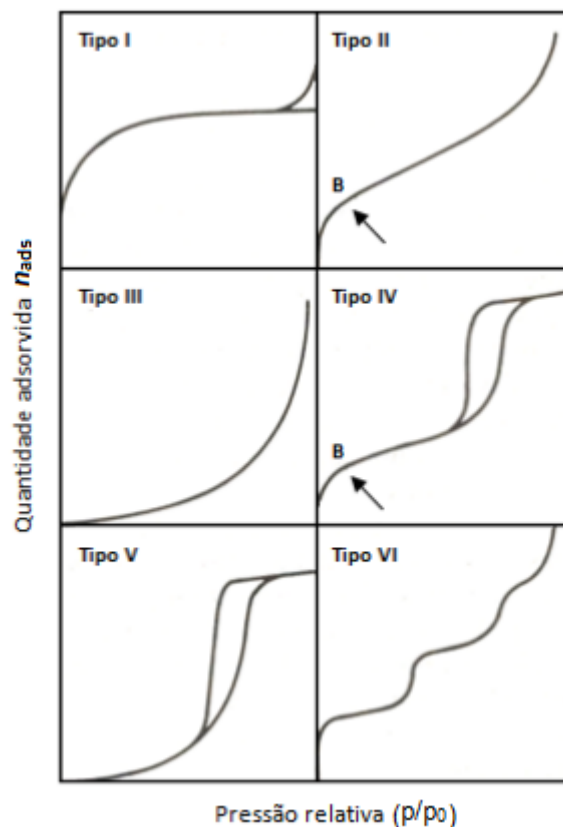 Tipo I
Tipo II
B
Tipo III
Tipo IV
B
Tipo V
Tipo VI
Quantidade adsorvida nads
Pressão relativa (p/p0)